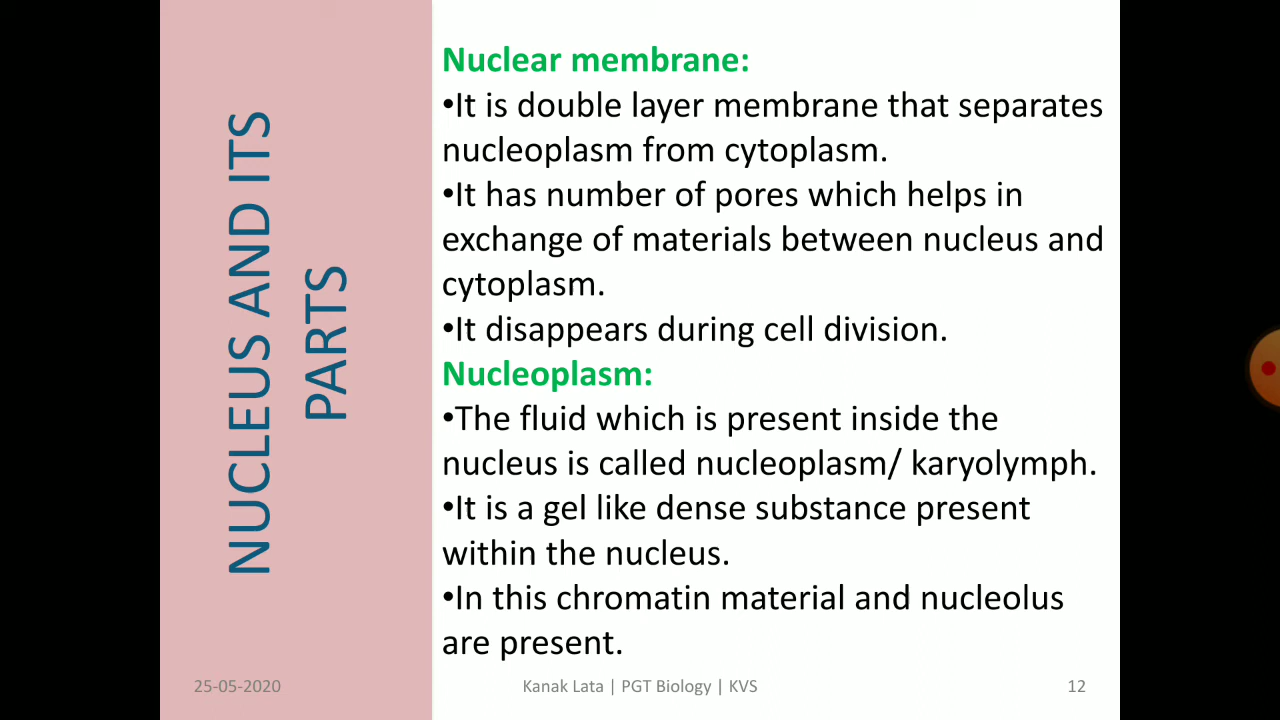 NUCLEUS AND ITS
PARTS
Nuclear membrane:
•It is double layer membrane that separates
nucleoplasm from cytoplasm.
•It has number of pores which helps in
exchange of materials between nucleus and
cytoplasm.
•It disappears during cell division.
Nucleoplasm:
•The fluid which is present inside the
nucleus is called nucleoplasm/ karyolymph.
•It is a gel like dense substance present
within the nucleus.
•In this chromatin material and nucleolus
are present.
25-05-2020
Kanak Lata | PGT Biology | KVS
12